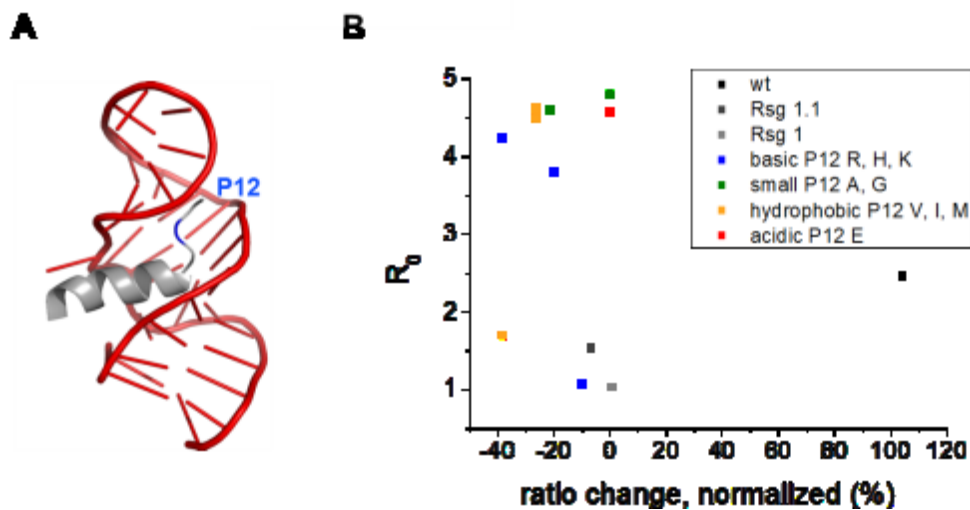 A
B
P12
5
4
3
2
1
R₀
-40 -20 0 20 40 60 80 100 120
ratio change, normalized (%)
wt
Rsg 1.1
Rsg 1
basic P12 R, H, K
small P12 A, G
hydrophobic P12 V, I, M
acidic P12 E